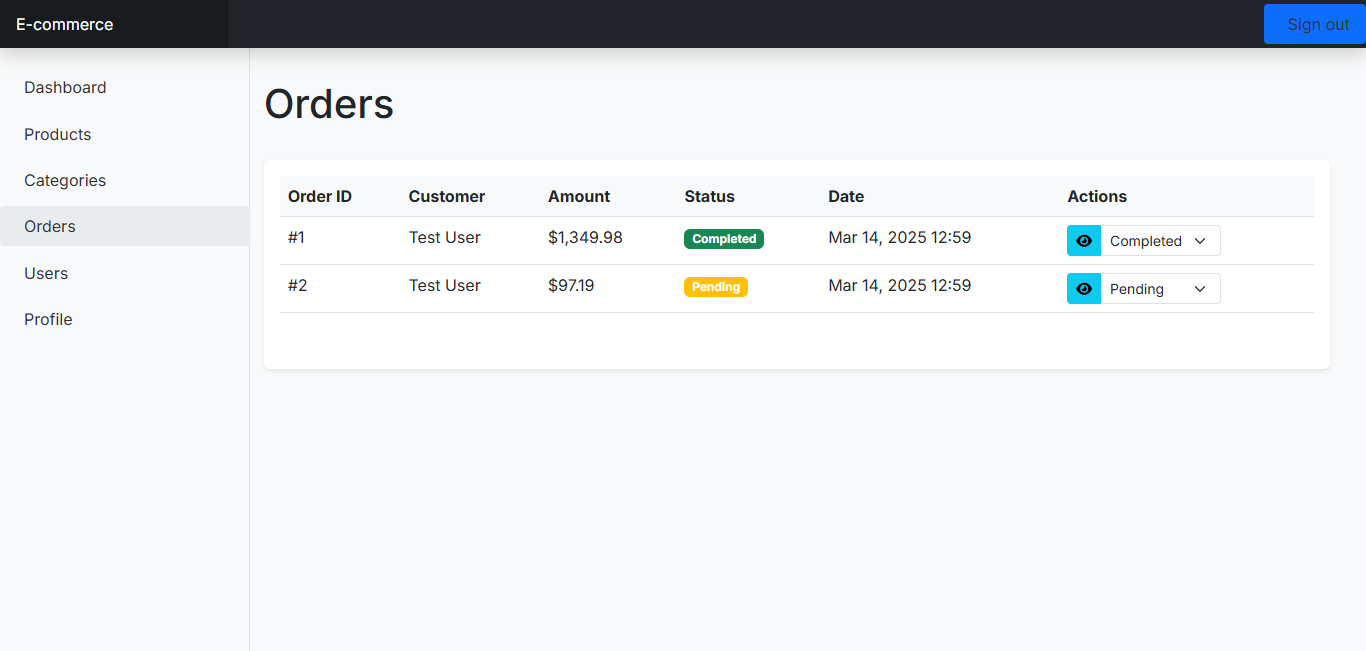 E-commerce
Sign out
Dashboard
Products
Categories
Orders
Users
Profile
Orders
Order ID Customer Amount Status Date Actions
#1 Test User $1,349.98 Completed Mar 14, 2025 12:59 Completed
#2 Test User $97.19 Pending Mar 14, 2025 12:59 Pending